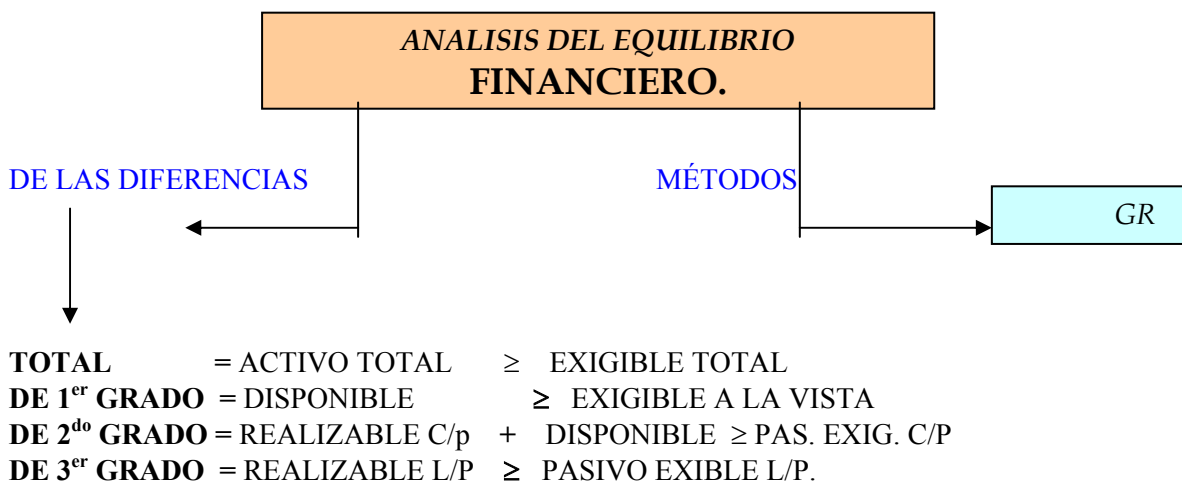 ANALISIS DEL EQUILIBRIO
FINANCIERO.
DE LAS DIFERENCIAS MÉTODOS
GR
TOTAL = ACTIVO TOTAL ≥ EXIGIBLE TOTAL
DE 1er GRADO = DISPONIBLE ≥ EXIGIBLE A LA VISTA
DE 2do GRADO = REALIZABLE C/p + DISPONIBLE ≥ PAS. EXIG. C/P
DE 3er GRADO = REALIZABLE L/P ≥ PASIVO EXIBLE L/P.